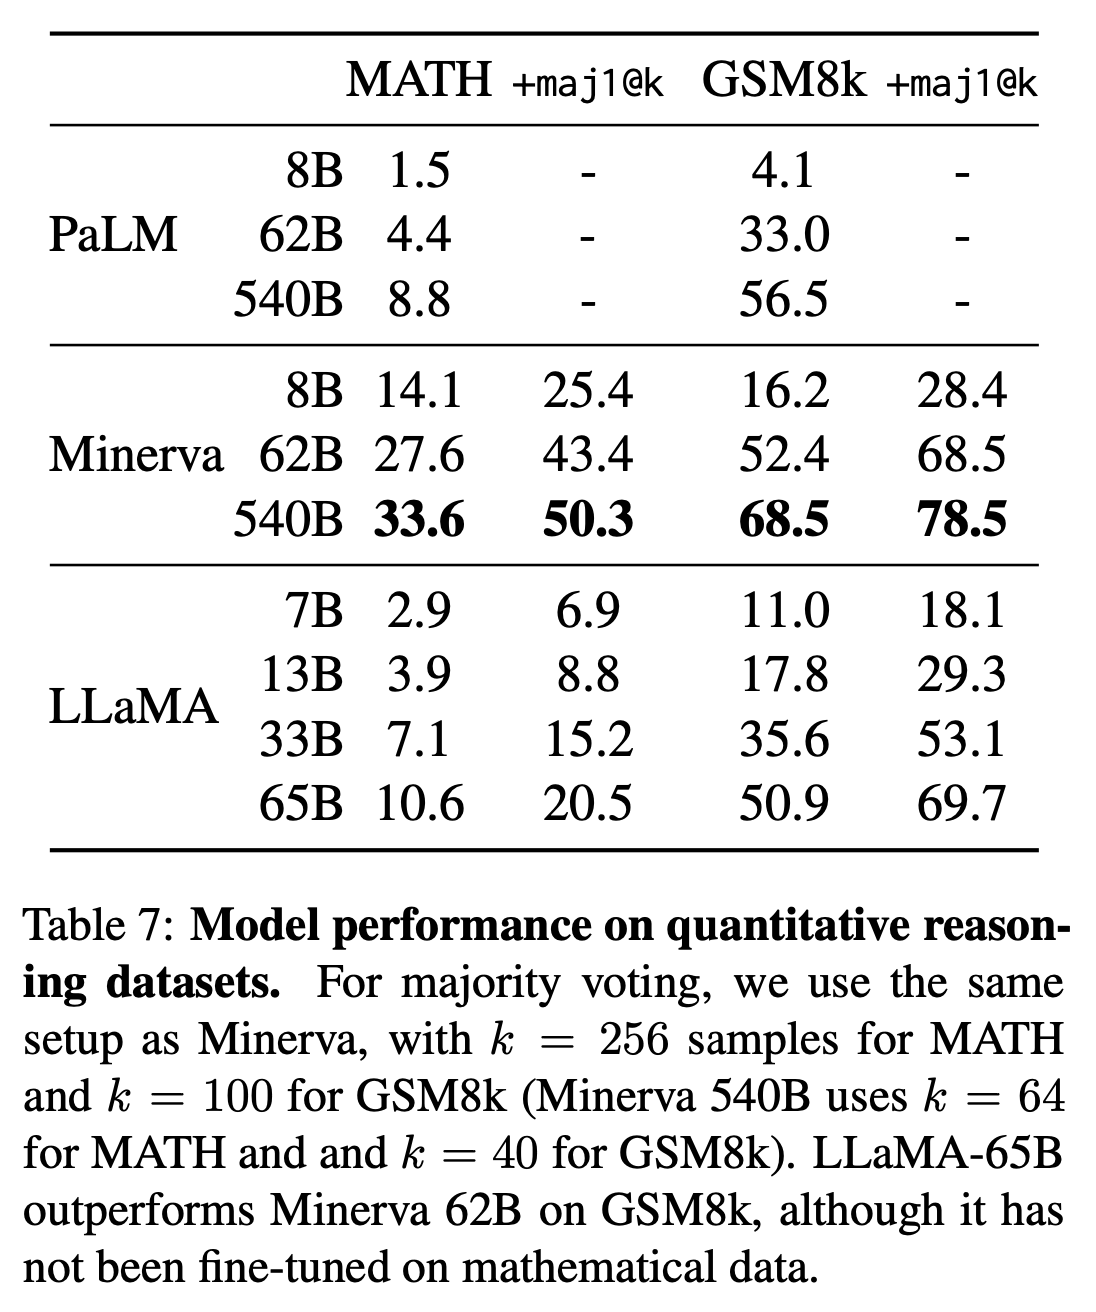 MATH +maj1@k GSM8k +maj1@k
8B 1.5 - 4.1 -
PaLM 62B 4.4 - 33.0 -
540B 8.8 - 56.5 -
8B 14.1 25.4 16.2 28.4
Minerva 62B 27.6 43.4 52.4 68.5
540B 33.6 50.3 68.5 78.5
7B 2.9 6.9 11.0 18.1
13B 3.9 8.8 17.8 29.3
LLaMA
33B 7.1 15.2 35.6 53.1
65B 10.6 20.5 50.9 69.7
Table 7: Model performance on quantitative reason-
ing datasets. For majority voting, we use the same
setup as Minerva, with k = 256 samples for MATH
and k = 100 for GSM8k (Minerva 540B uses k = 64
for MATH and and k = 40 for GSM8k). LLaMA-65B
outperforms Minerva 62B on GSM8k, although it has
not been fine-tuned on mathematical data.